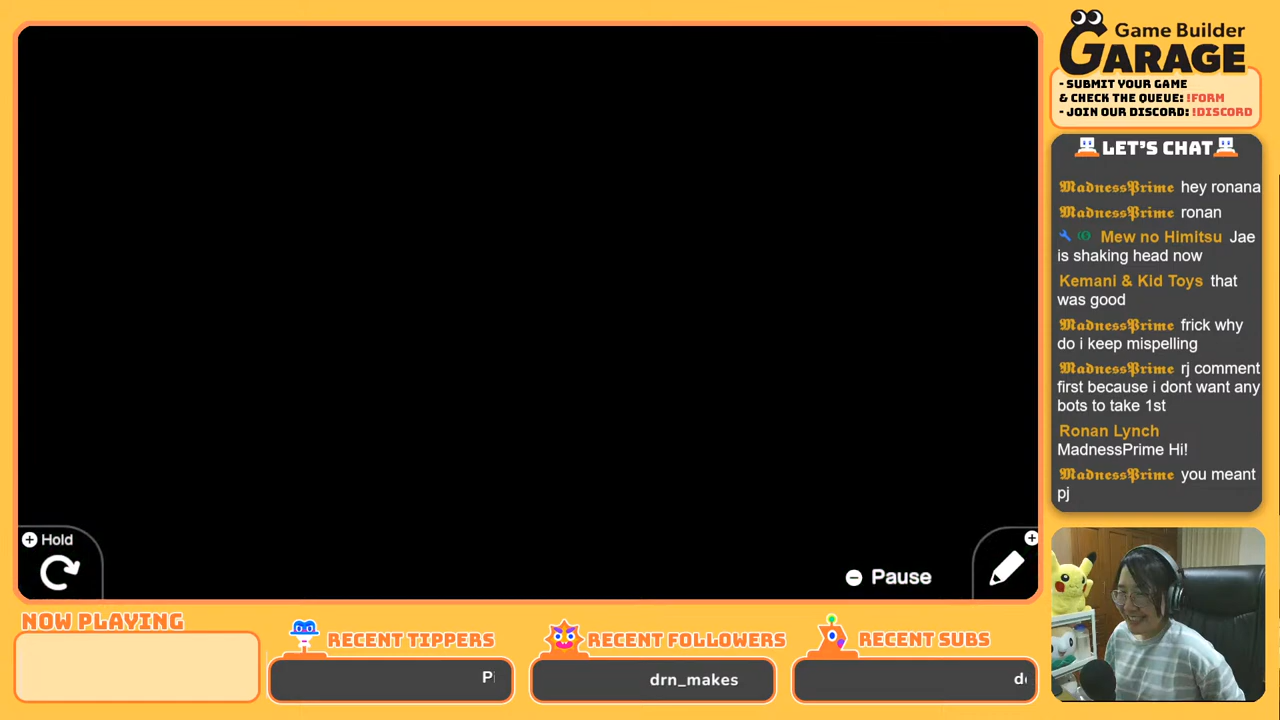 Game Builder
GARAGE
- SUBMIT YOUR GAME
& CHECK THE QUEUE: !FORM
- JOIN OUR DISCORD: !DISCORD
LET'S CHAT
MadnessPrime hey ronana
MadnessPrime ronan
Mew no Himitsu Jae
is shaking head now
Kemani & Kid Toys that
was good
MadnessPrime frick why
do i keep mispelling
MadnessPrime rj comment
first because i dont want any
bots to take 1st
Ronan Lynch
MadnessPrime Hi!
MadnessPrime you meant
pj
Hold
Pause
NOW PLAYING
RECENT TIPPERS
RECENT FOLLOWERS
drn_makes
RECENT SUBS